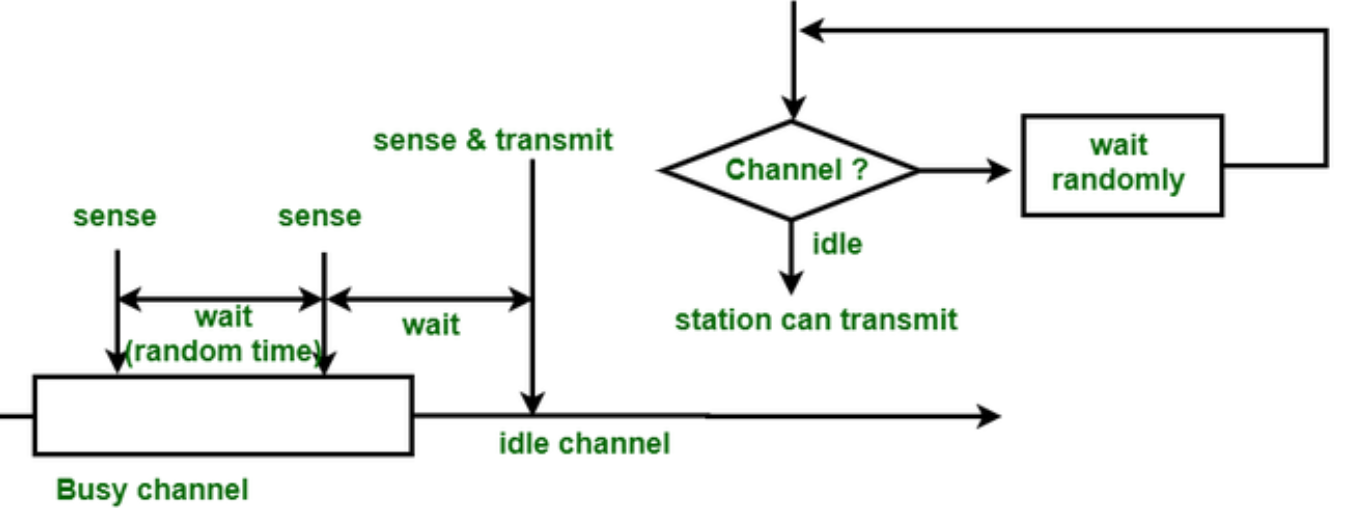 sense & transmit
sense
sense
wait
(random time)
wait
idle channel
Busy channel
Channel ?
wait
randomly
idle
station can transmit